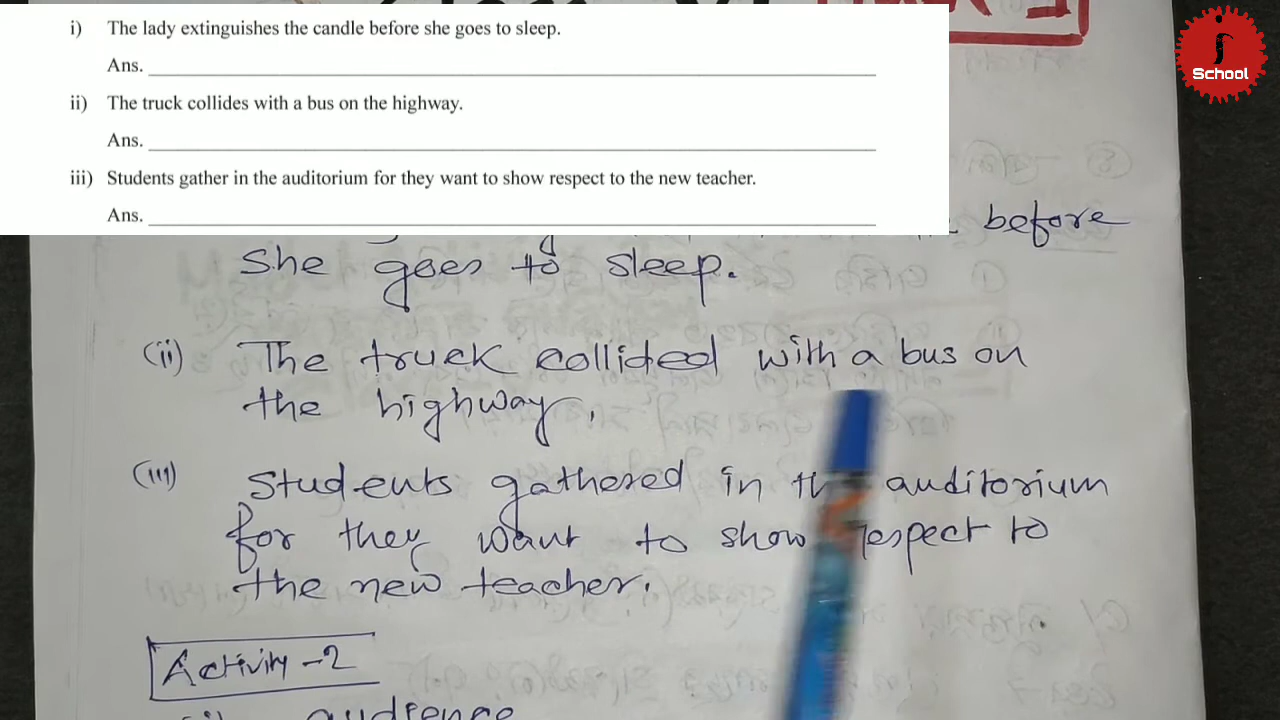 i) The lady extinguishes the candle before she goes to sleep.
Ans.
ii) The truck collides with a bus on the highway.
Ans.
iii) Students gather in the auditorium for they want to show respect to the new teacher.
Ans.
School
before
she goes to sleep.
(ii) The truck collided with a bus on
the highway.
(iii) Students gathered in the auditorium
for they want to show respect to
the new teacher.
Activity-2
audience